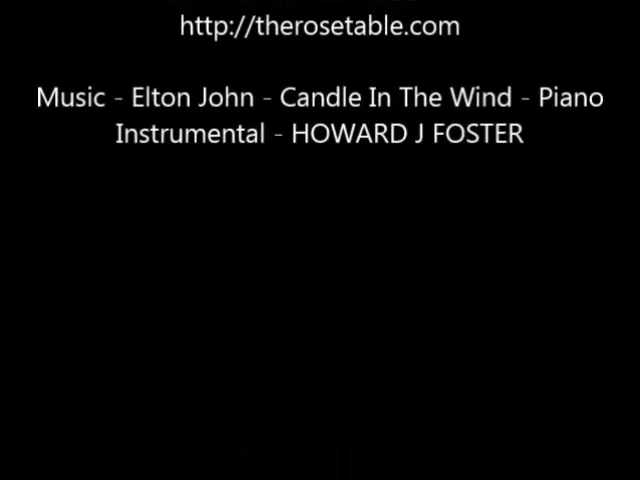 http://therosetable.com
Music - Elton John - Candle In The Wind - Piano
Instrumental - HOWARD J FOSTER